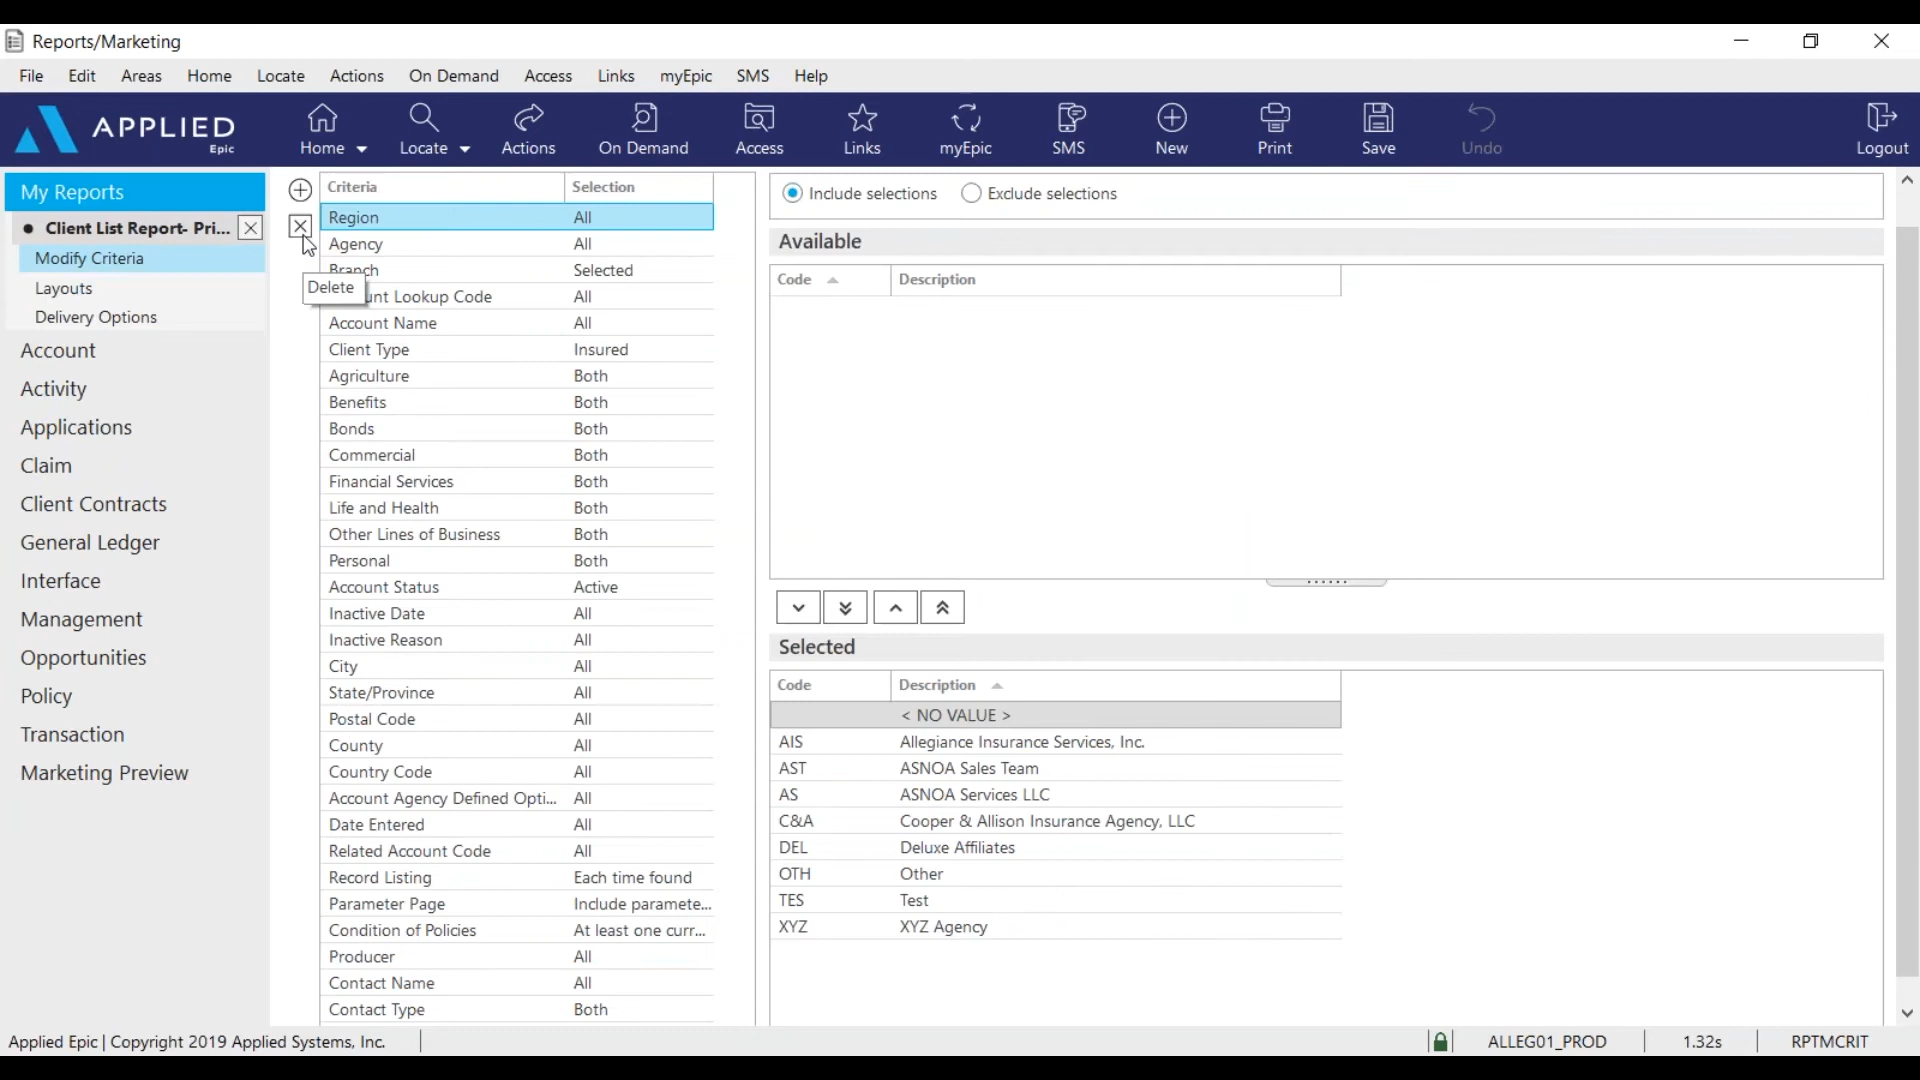 Reports/Marketing
File Edit Areas Home Locate Actions On Demand Access Links myEpic SMS Help
APPLIED
Epic
Home Locate Actions On Demand Access Links myEpic SMS New Print Save Undo Logout
My Reports
Client List Report- Pri...
Modify Criteria
Layouts
Delivery Options
Account
Activity
Applications
Claim
Client Contracts
General Ledger
Interface
Management
Opportunities
Policy
Transaction
Marketing Preview
Criteria Selection
Region All
Agency All
Branch Selected
Delete
unt Lookup Code All
Account Name All
Client Type Insured
Agriculture Both
Benefits Both
Bonds Both
Commercial Both
Financial Services Both
Life and Health Both
Other Lines of Business Both
Personal Both
Account Status Active
Inactive Date All
Inactive Reason All
City All
State/Province All
Postal Code All
County All
Country Code All
Account Agency Defined Opti... All
Date Entered All
Related Account Code All
Record Listing Each time found
Parameter Page Include paramete...
Condition of Policies At least one curr...
Producer All
Contact Name All
Contact Type Both
Include selections Exclude selections
Available
Code Description
Selected
Code Description
< NO VALUE >
AIS Allegiance Insurance Services, Inc.
AST ASNOA Sales Team
AS ASNOA Services LLC
C&A Cooper & Allison Insurance Agency, LLC
DEL Deluxe Affiliates
OTH Other
TES Test
XYZ XYZ Agency
Applied Epic | Copyright 2019 Applied Systems, Inc.
ALLEG01_PROD 1.32s RPTMCRIT